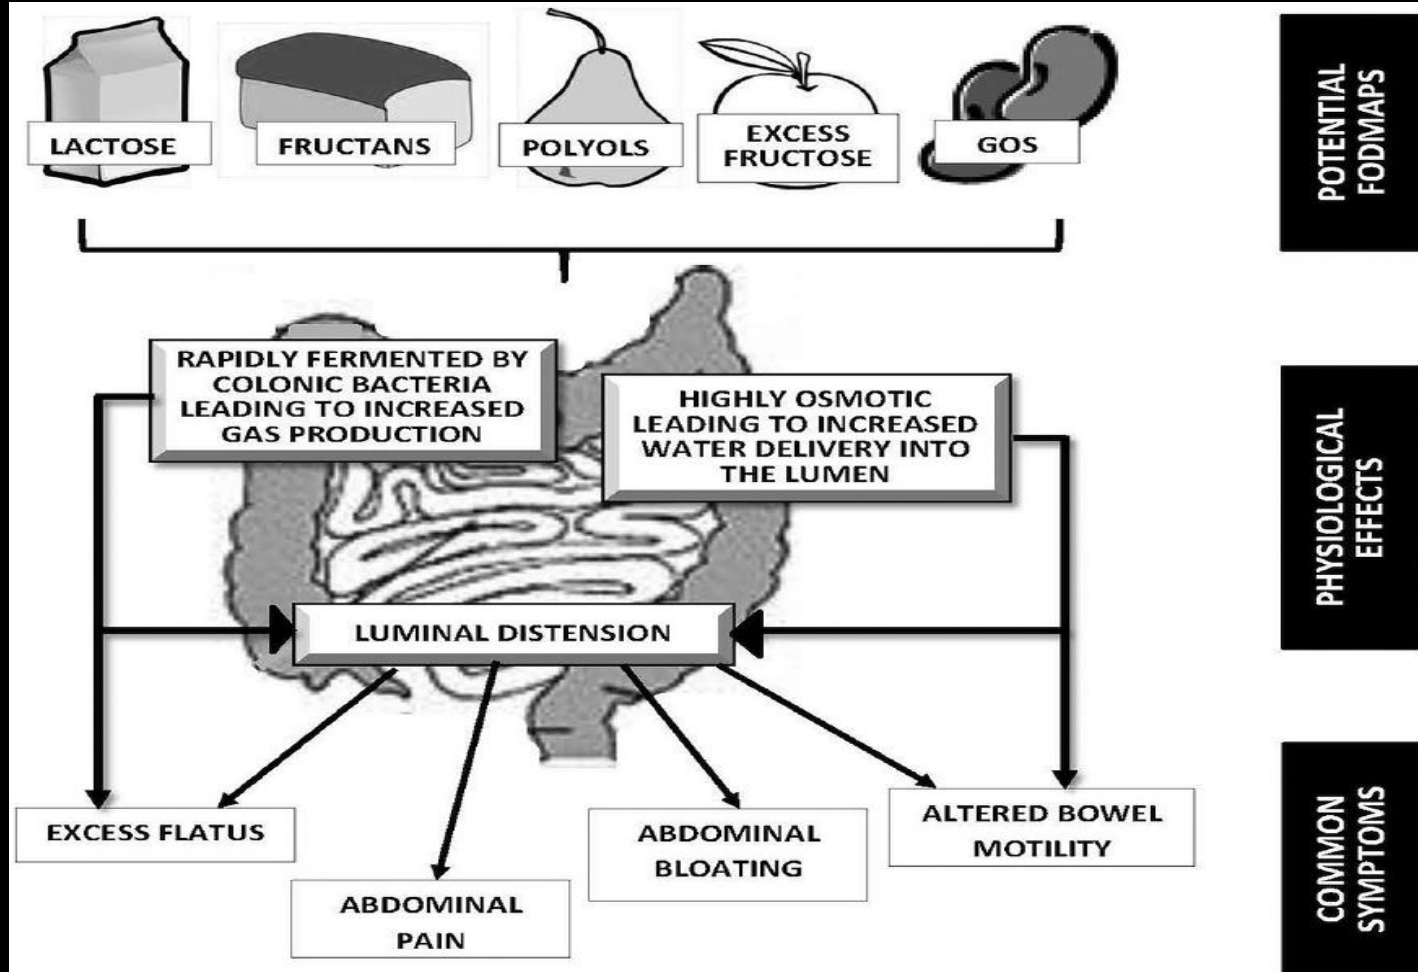 LACTOSE
FRUCTANS
POLYOLS
EXCESS
FRUCTOSE
GOS
POTENTIAL
FODMAPS
RAPIDLY FERMENTED BY
COLONIC BACTERIA
LEADING TO INCREASED
GAS PRODUCTION
HIGHLY OSMOTIC
LEADING TO INCREASED
WATER DELIVERY INTO
THE LUMEN
LUMINAL DISTENSION
PHYSIOLOGICAL
EFFECTS
EXCESS FLATUS
ABDOMINAL
PAIN
ABDOMINAL
BLOATING
ALTERED BOWEL
MOTILITY
COMMON
SYMPTOMS